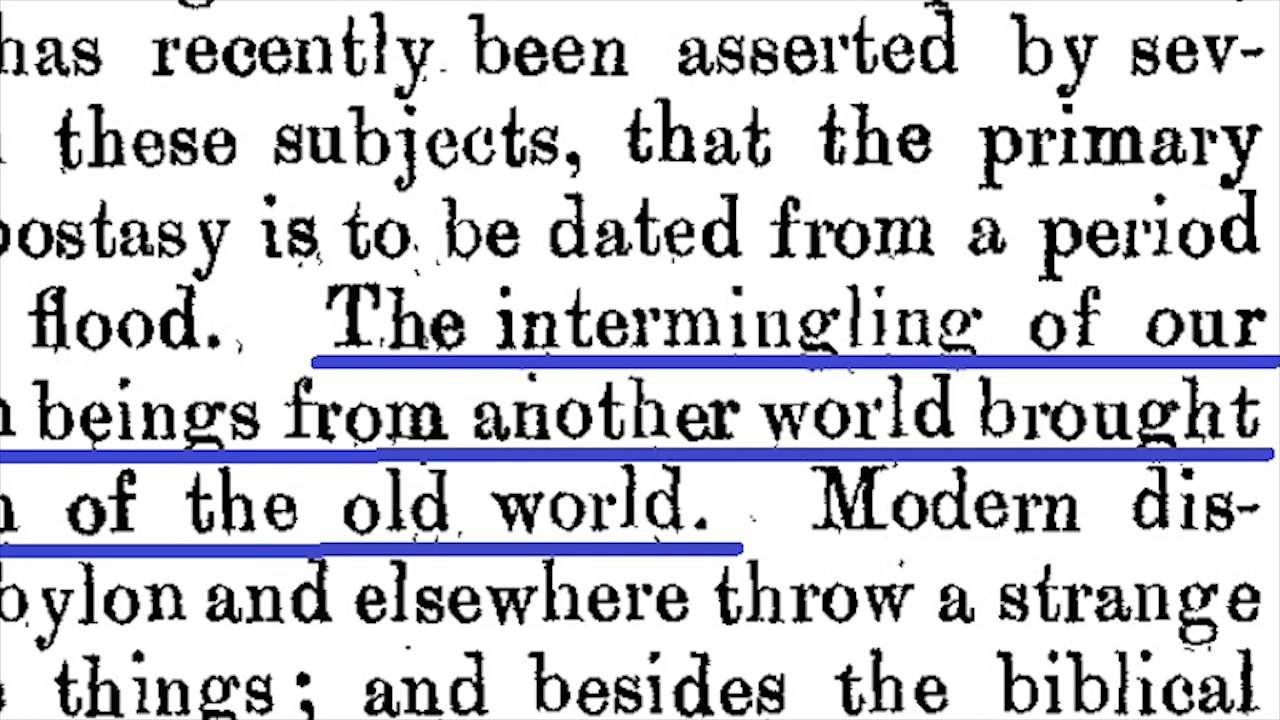 has recently been asserted by sev-
these subjects, that the primary
postasy is to be dated from a period
flood. The intermingling of our
beings from another world brought
of the old world. Modern dis-
bylon and elsewhere throw a strange
things; and besides the biblical